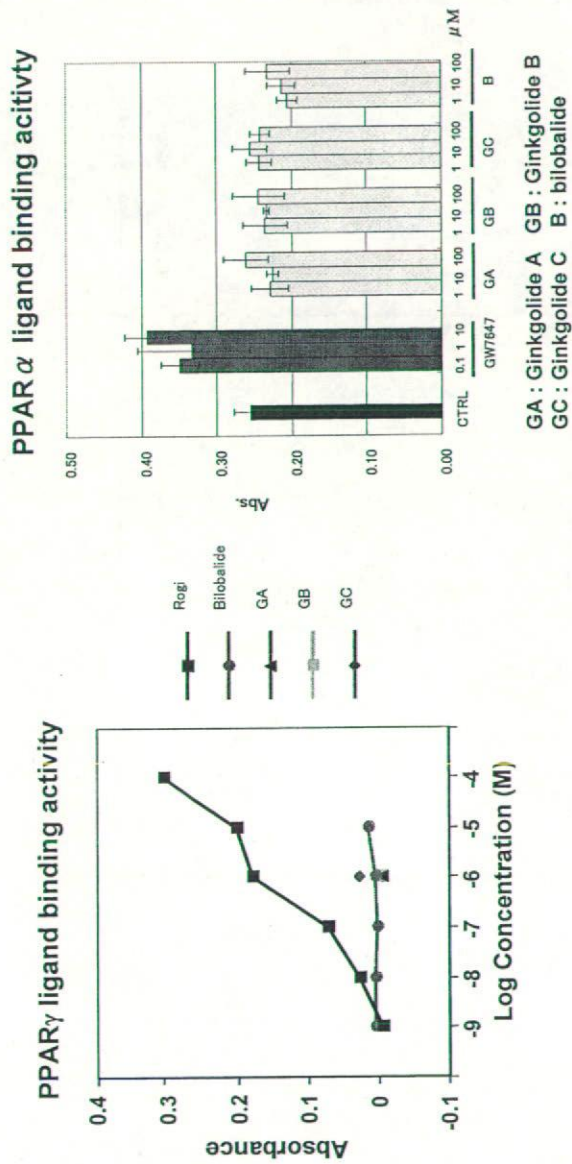 PPARγ ligand binding activity
Absorbance
0.4
0.3
0.2
0.1
0
-0.1
-9
-8
-7
-6
-5
-4
Log Concentration (M)
Rogi
Bilobalide
GA
GB
GC
PPARα ligand binding acitivty
Abs.
0.50
0.40
0.30
0.20
0.10
0.00
0.1 1 10
1 10 100
1 10 100
1 10 100
1 10 100
μM
CTRL
GW7647
GA
GB
GC
B
GA : Ginkgolide A GB : Ginkgolide B
GC : Ginkgolide C B : bilobalide